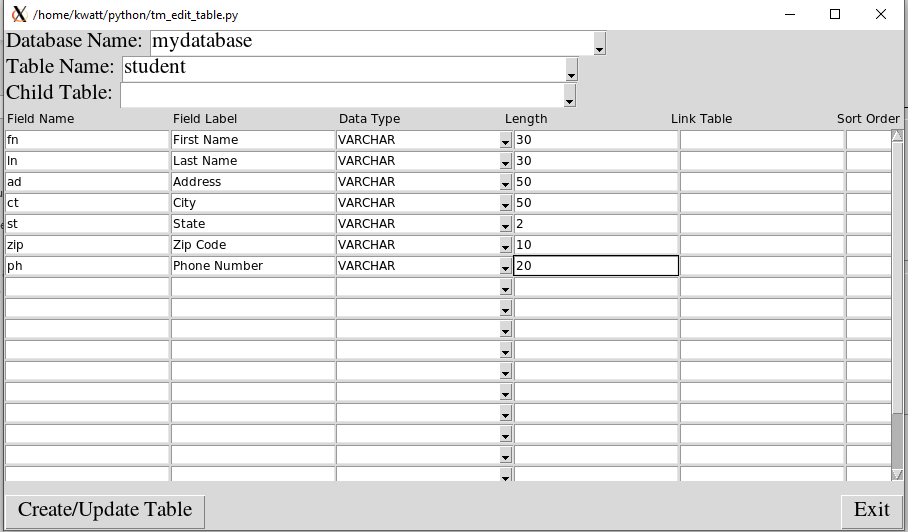 /home/kwatt/python/tm_edit_table.py
Database Name: mydatabase
Table Name: student
Child Table:
Field Name Field Label Data Type Length Link Table Sort Order
fn First Name VARCHAR 30
ln Last Name VARCHAR 30
ad Address VARCHAR 50
ct City VARCHAR 50
st State VARCHAR 2
zip Zip Code VARCHAR 10
ph Phone Number VARCHAR 20
Create/Update Table Exit